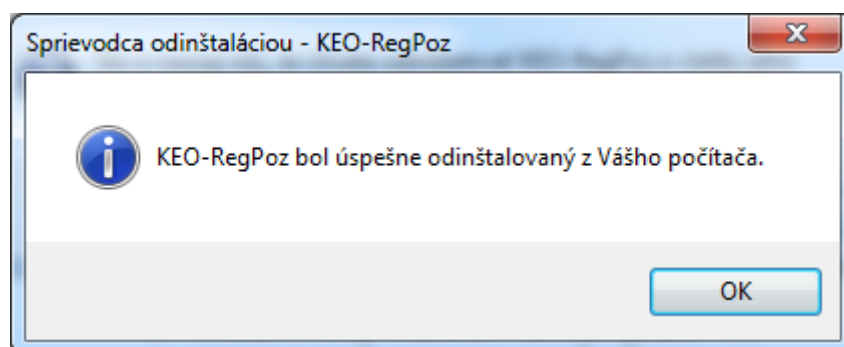 Sprievodca odinštaláciou - KEO-RegPoz
KEO-RegPoz bol úspešne odinštalovaný z Vášho počítača.
OK